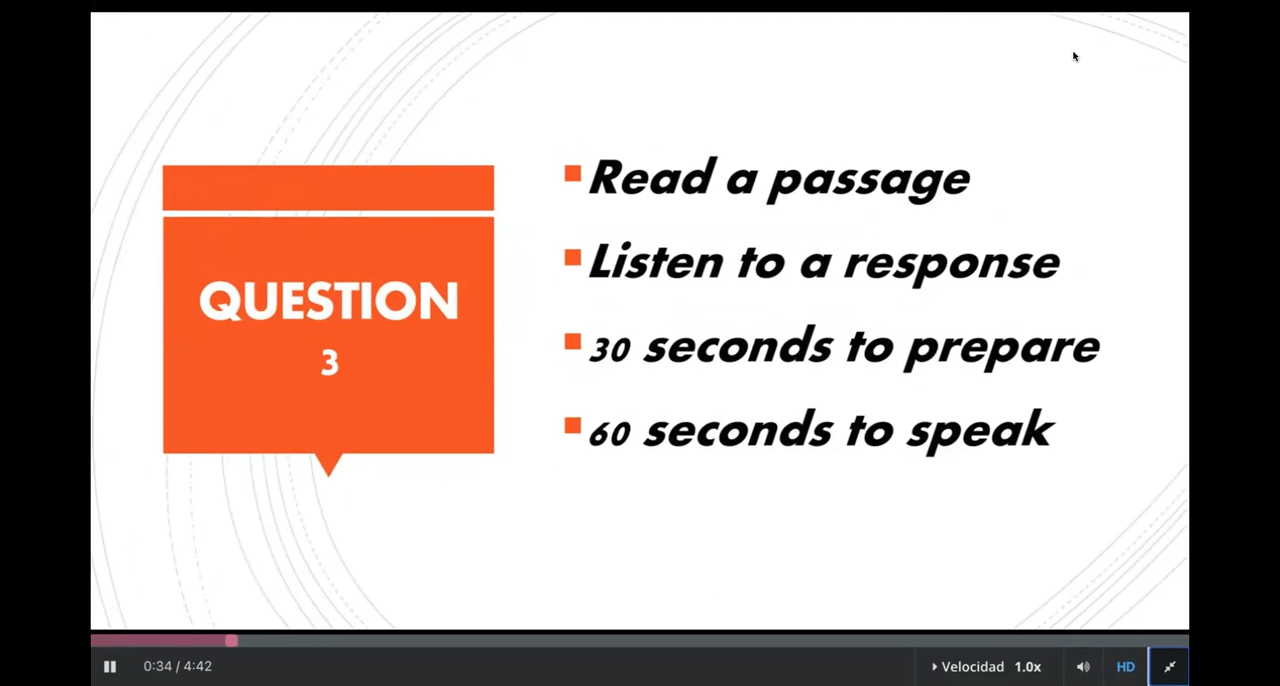 QUESTION
3
Read a passage
Listen to a response
30 seconds to prepare
60 seconds to speak
0:34 / 4:42
Velocidad 1.0x
HD